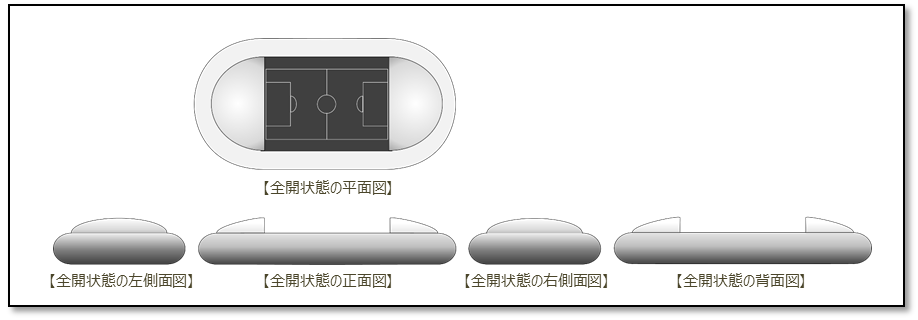 【全開状態の平面図】
【全開状態の左側面図】
【全開状態の正面図】
【全開状態の右側面図】
【全開状態の背面図】